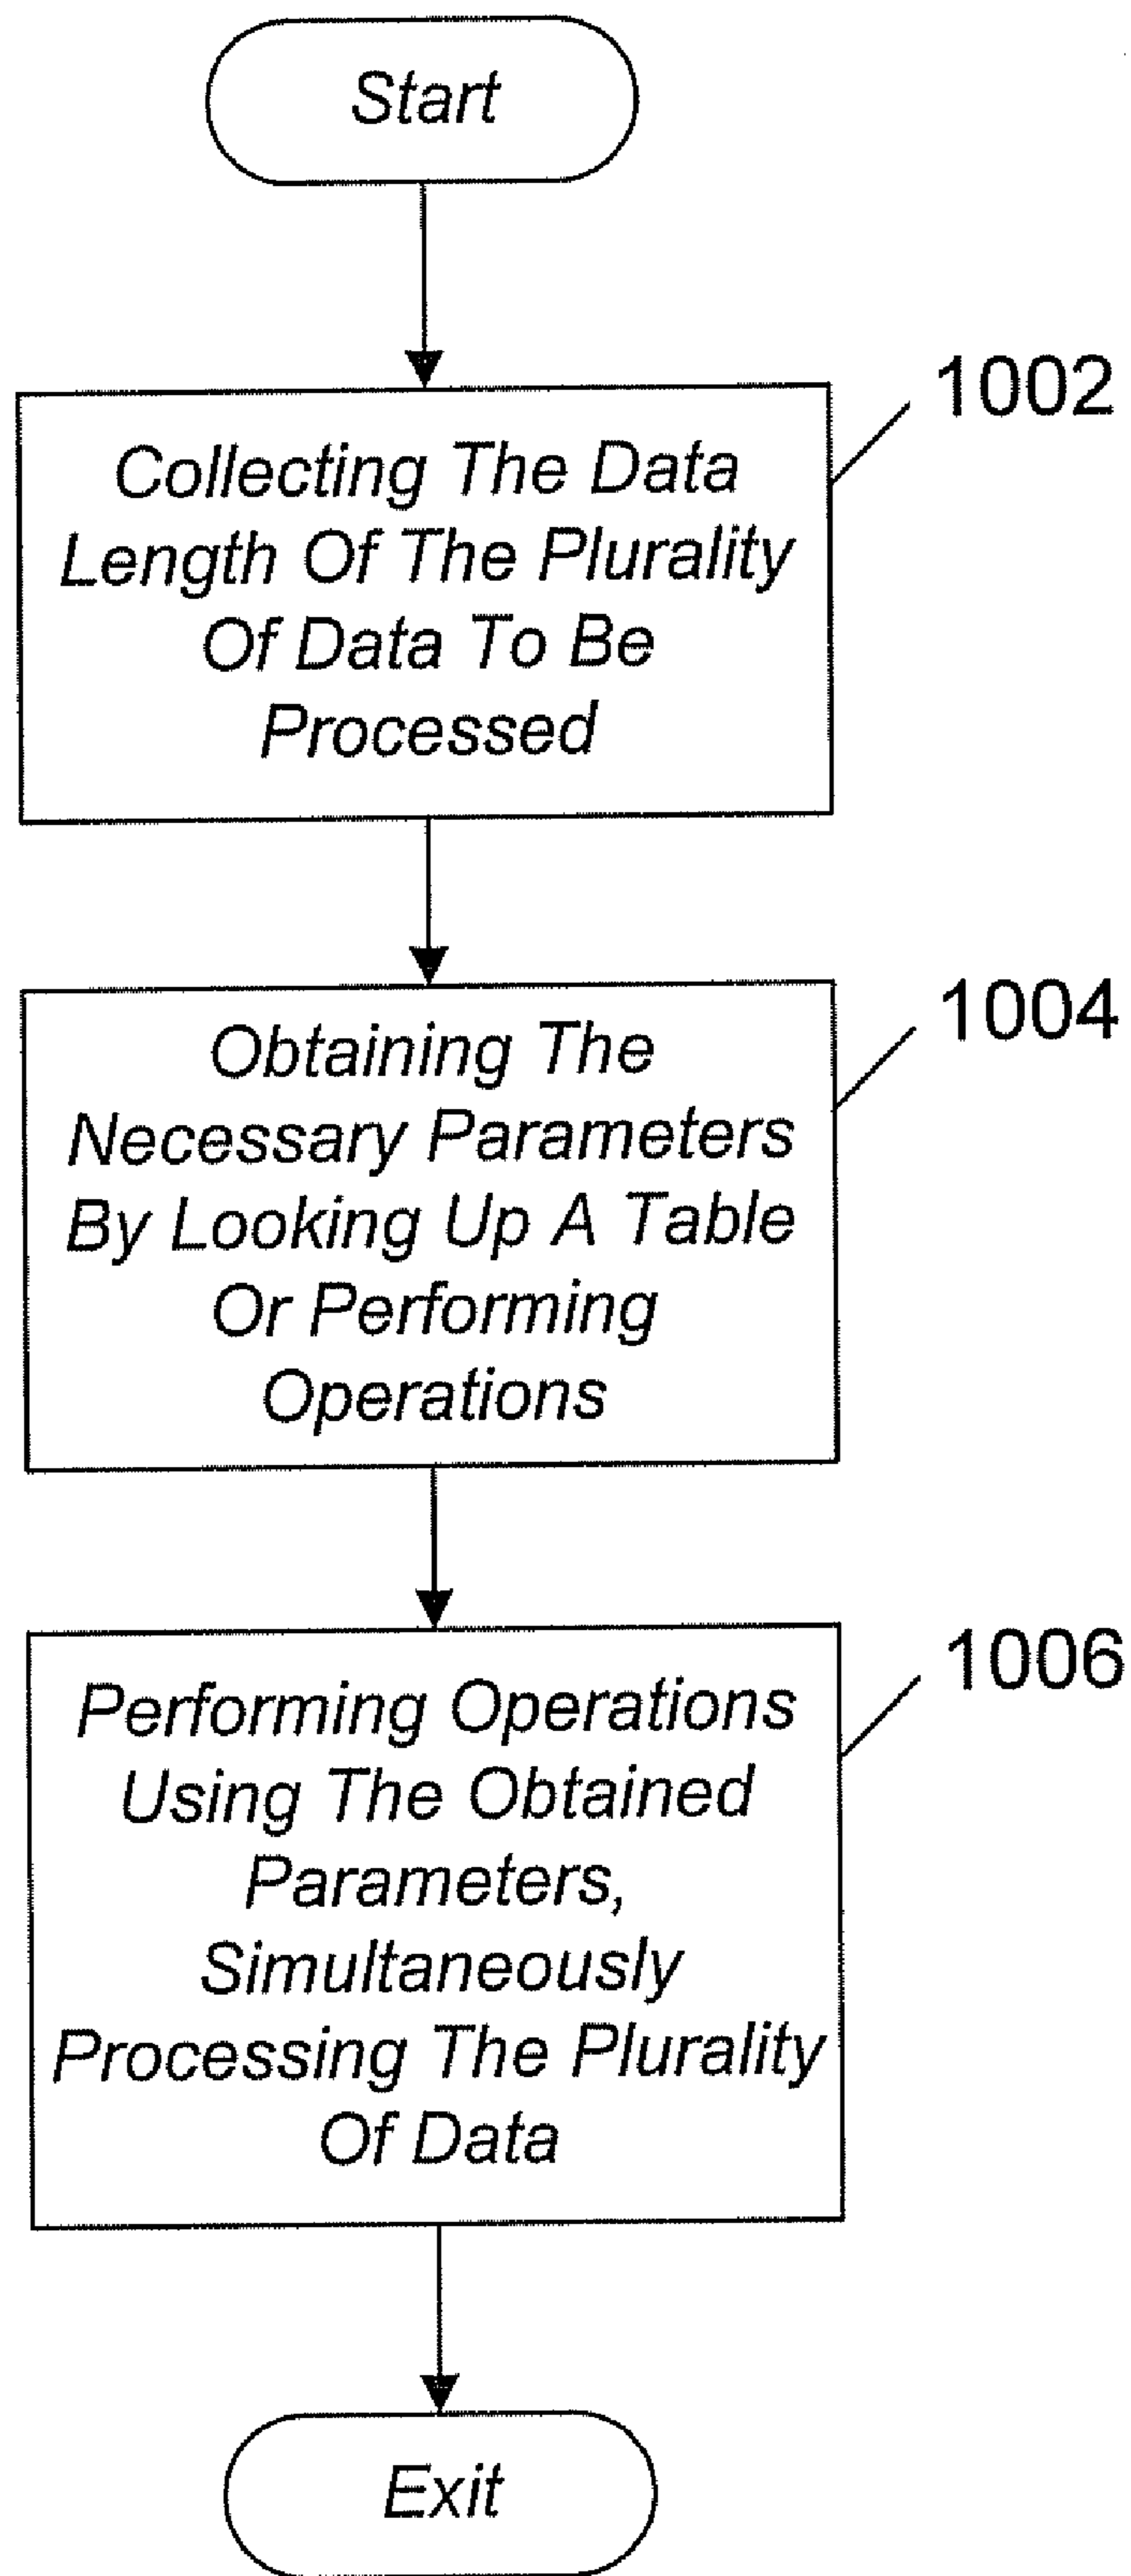 Start
1002
Collecting The Data
Length Of The Plurality
Of Data To Be
Processed
1004
Obtaining The
Necessary Parameters
By Looking Up A Table
Or Performing
Operations
1006
Performing Operations
Using The Obtained
Parameters,
Simultaneously
Processing The Plurality
Of Data
Exit